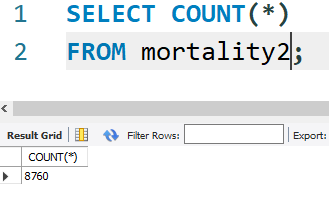 1 SELECT COUNT(*)
2 FROM mortality2;
Result Grid Filter Rows: Export:
COUNT(*)
8760